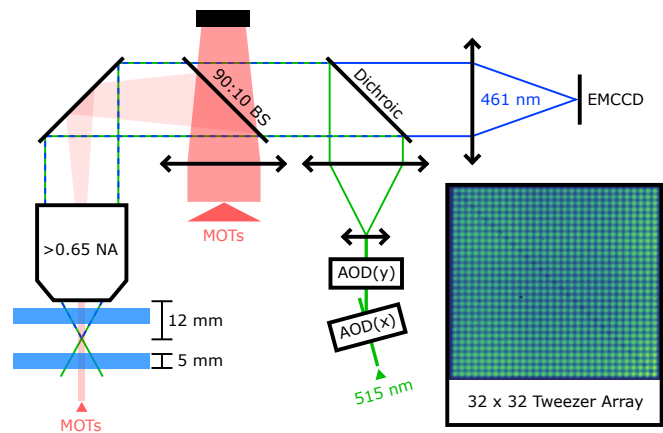 90:10 BS
Dichroic
461 nm
EMCCD
>0.65 NA
MOTs
AOD(y)
12 mm
AOD(x)
5 mm
515 nm
MOTs
32 x 32 Tweezer Array